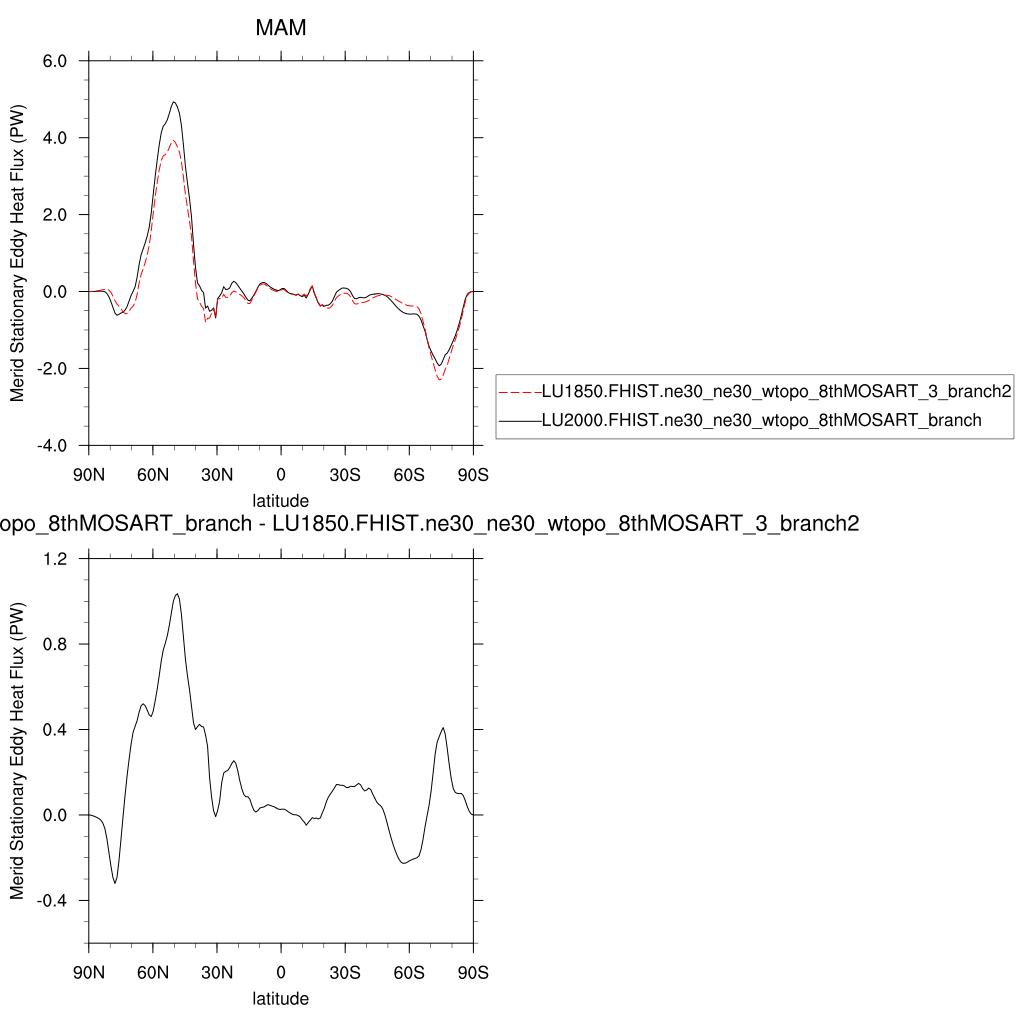 MAM
6.0
4.0
2.0
0.0
-2.0
-4.0
Merid Stationary Eddy Heat Flux (PW)
90N 60N 30N 0 30S 60S 90S
latitude
LU1850.FHIST.ne30_ne30_wtopo_8thMOSART_3_branch2
LU2000.FHIST.ne30_ne30_wtopo_8thMOSART_branch
opo_8thMOSART_branch - LU1850.FHIST.ne30_ne30_wtopo_8thMOSART_3_branch2
1.2
0.8
0.4
0.0
-0.4
Merid Stationary Eddy Heat Flux (PW)
90N 60N 30N 0 30S 60S 90S
latitude